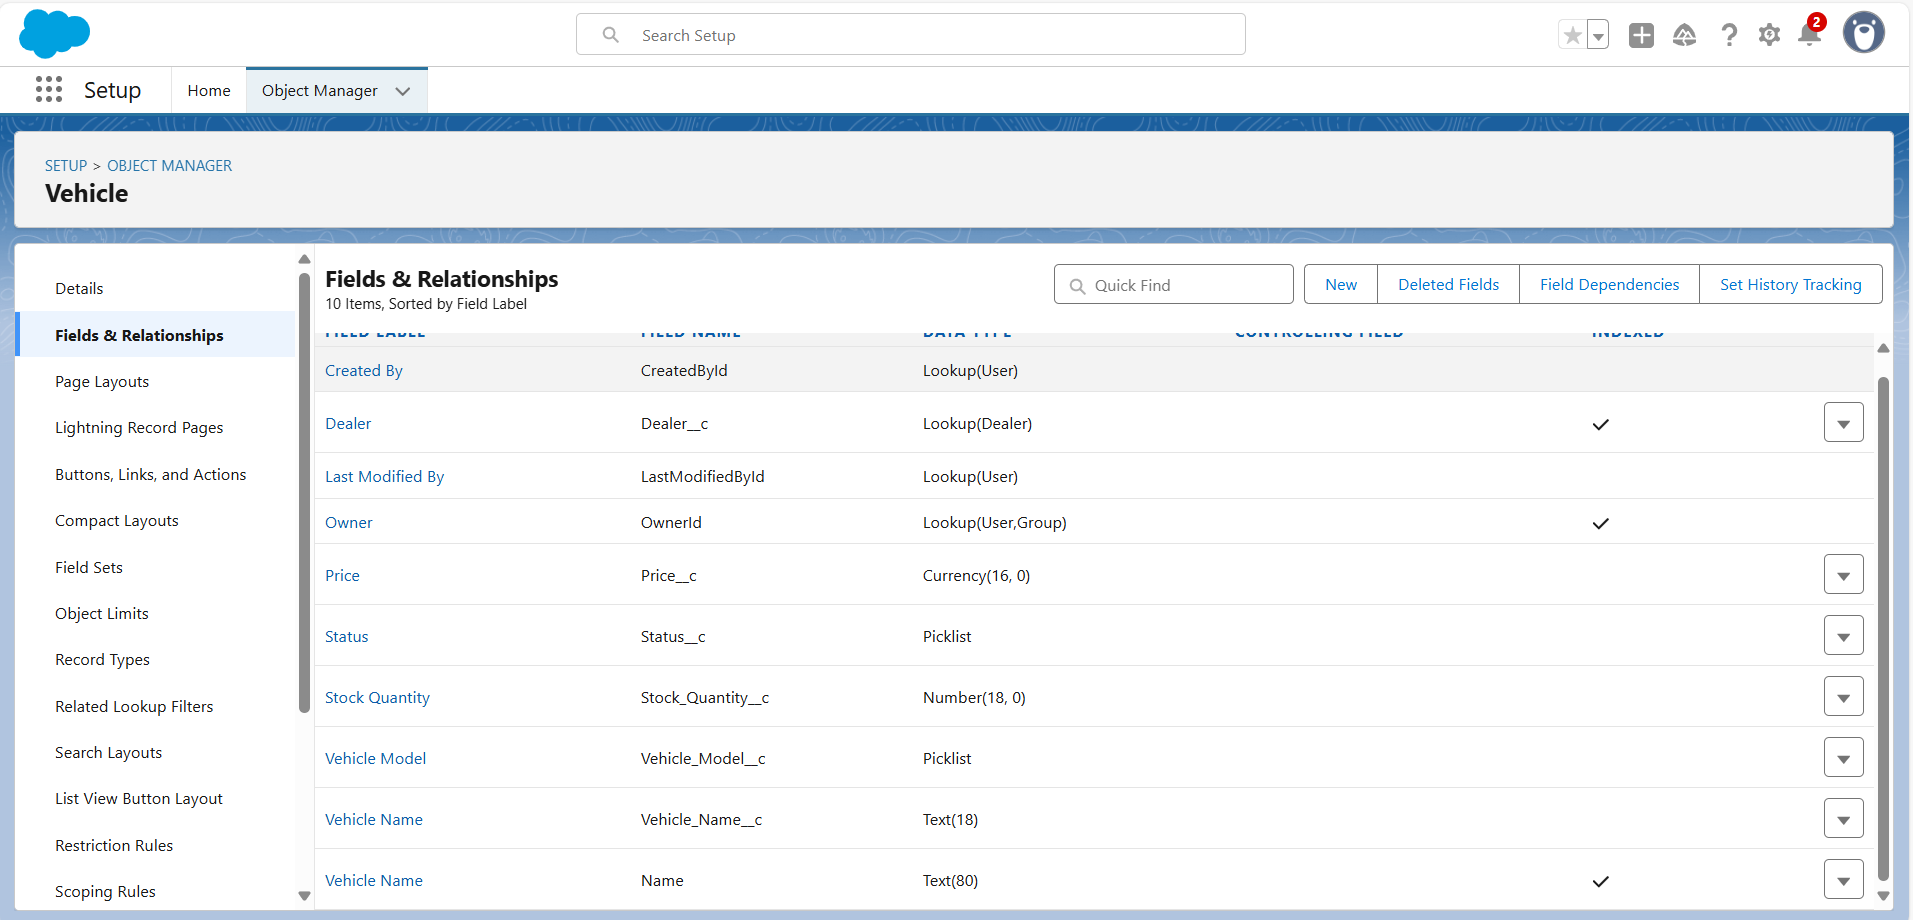 Search Setup
2
Setup
Home
Object Manager
SETUP > OBJECT MANAGER
Vehicle
Details
Fields & Relationships
Page Layouts
Lightning Record Pages
Buttons, Links, and Actions
Compact Layouts
Field Sets
Object Limits
Record Types
Related Lookup Filters
Search Layouts
List View Button Layout
Restriction Rules
Scoping Rules
Fields & Relationships
10 Items, Sorted by Field Label
Quick Find
New
Deleted Fields
Field Dependencies
Set History Tracking
FIELD LABEL FIELD NAME DATA TYPE CONTROLLING FIELD INDEXED
Created By CreatedById Lookup(User)
Dealer Dealer__c Lookup(Dealer)
Last Modified By LastModifiedById Lookup(User)
Owner OwnerId Lookup(User,Group)
Price Price__c Currency(16, 0)
Status Status__c Picklist
Stock Quantity Stock_Quantity__c Number(18, 0)
Vehicle Model Vehicle_Model__c Picklist
Vehicle Name Vehicle_Name__c Text(18)
Vehicle Name Name Text(80)